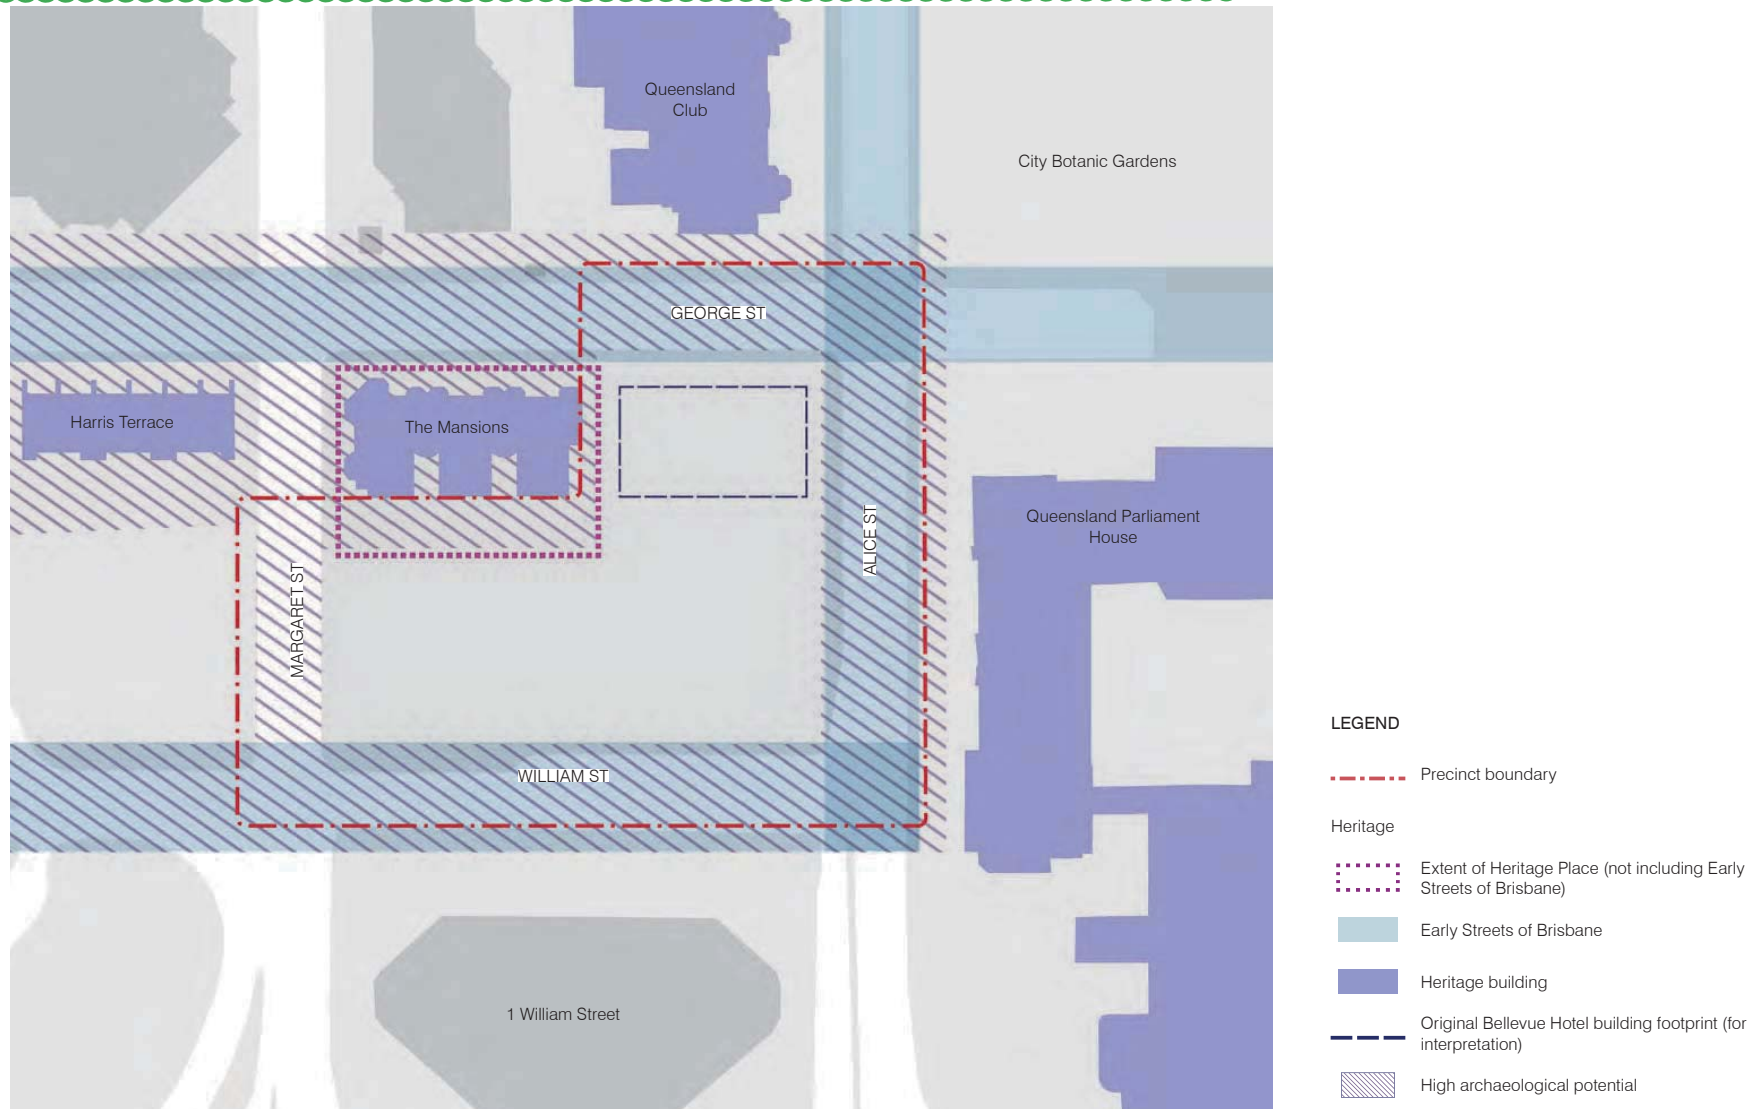 Queensland
Club
City Botanic Gardens
GEORGE ST
Harris Terrace
The Mansions
Queensland Parliament
House
ALICE ST
MARGARET ST
WILLIAM ST
1 William Street
LEGEND
Precinct boundary
Heritage
Extent of Heritage Place (not including Early
Streets of Brisbane)
Early Streets of Brisbane
Heritage building
Original Bellevue Hotel building footprint (for
interpretation)
High archaeological potential